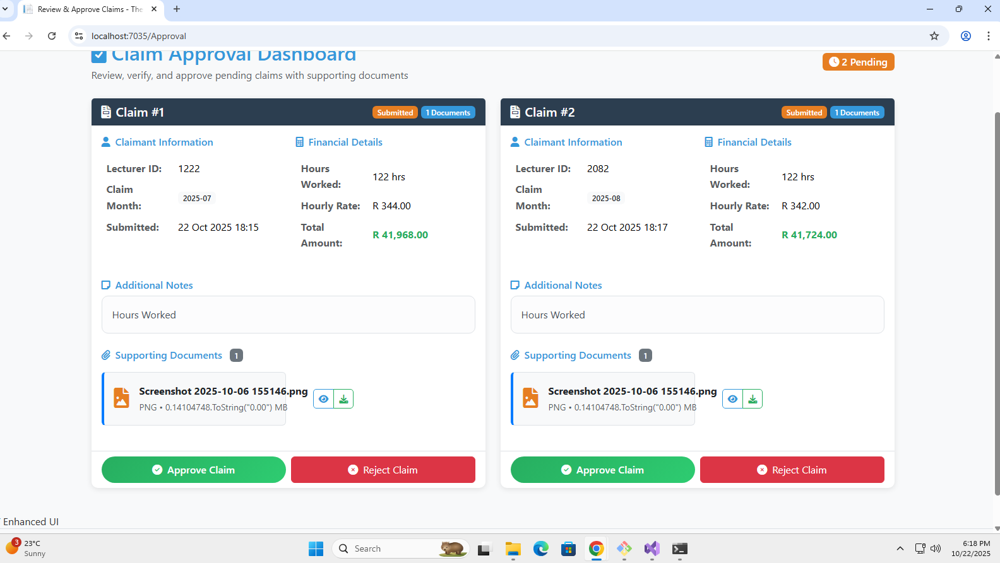 Review & Approve Claims - The
localhost:7035/Approval
Claim Approval Dashboard
2 Pending
Review, verify, and approve pending claims with supporting documents
Claim #1
Submitted
1 Documents
Claimant Information
Financial Details
Lecturer ID: 1222
Hours Worked: 122 hrs
Claim Month: 2025-07
Hourly Rate: R 344.00
Submitted: 22 Oct 2025 18:15
Total Amount: R 41,968.00
Additional Notes
Hours Worked
Supporting Documents 1
Screenshot 2025-10-06 155146.png
PNG • 0.14104748.ToString("0.00") MB
Approve Claim
Reject Claim
Claim #2
Submitted
1 Documents
Claimant Information
Financial Details
Lecturer ID: 2082
Hours Worked: 122 hrs
Claim Month: 2025-08
Hourly Rate: R 342.00
Submitted: 22 Oct 2025 18:17
Total Amount: R 41,724.00
Additional Notes
Hours Worked
Supporting Documents 1
Screenshot 2025-10-06 155146.png
PNG • 0.14104748.ToString("0.00") MB
Approve Claim
Reject Claim
Enhanced UI
3
23°C
Sunny
Search
6:18 PM
10/22/2025